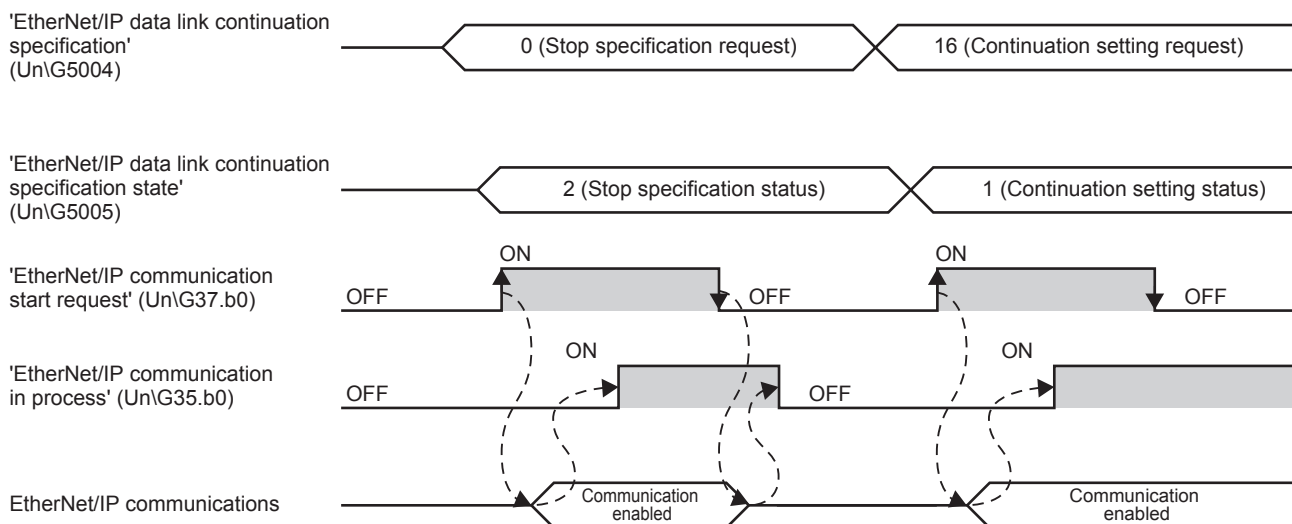 'EtherNet/IP data link continuation
specification'
(Un\G5004)
0 (Stop specification request)
16 (Continuation setting request)
'EtherNet/IP data link continuation
specification state'
(Un\G5005)
2 (Stop specification status)
1 (Continuation setting status)
'EtherNet/IP communication
start request' (Un\G37.b0)
OFF
ON
OFF
ON
OFF
'EtherNet/IP communication
in process' (Un\G35.b0)
OFF
ON
OFF
ON
EtherNet/IP communications
Communication
enabled
Communication
enabled